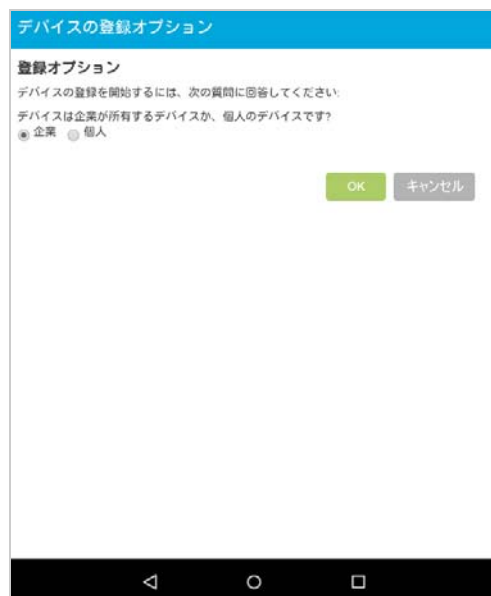 デバイスの登録オプション
登録オプション
デバイスの登録を開始するには、次の質問に回答してください:
デバイスは企業が所有するデバイスか、個人のデバイスです?
企業 個人
OK キャンセル